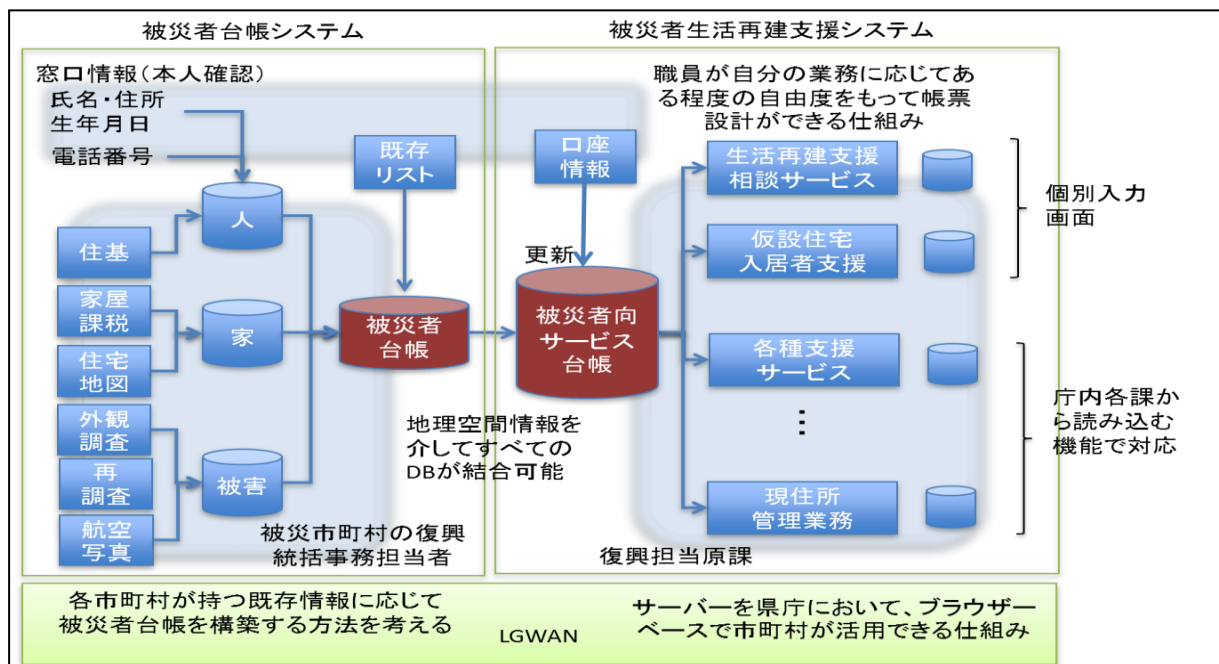 被災者台帳システム
被災者生活再建支援システム
窓口情報(本人確認)
氏名・住所
生年月日
電話番号
既存
リスト
人
住基
家屋
課税
住宅
地図
家
外観
調査
再
調査
航空
写真
被害
被災者
台帳
被災市町村の復興
統括事務担当者
地理空間情報を
介してすべての
DBが結合可能
職員が自分の業務に応じてあ
る程度の自由度をもって帳票
設計ができる仕組み
口座
情報
更新
被災者向
サービス
台帳
生活再建支援
相談サービス
仮設住宅
入居者支援
各種支援
サービス
⋮
現住所
管理業務
個別入力
画面
庁内各課か
ら読み込む
機能で対応
復興担当原課
各市町村が持つ既存情報に応じて
被災者台帳を構築する方法を考える
LGWAN
サーバーを県庁において、ブラウザー
ベースで市町村が活用できる仕組み